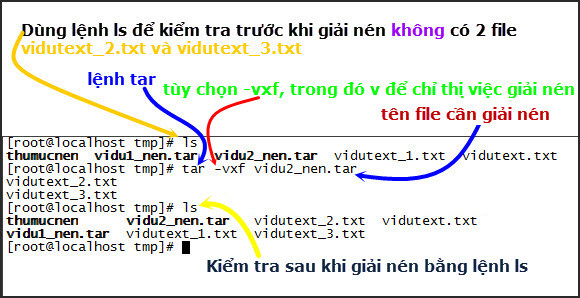 Dùng lệnh ls để kiểm tra trước khi giải nén không có 2 file
vidutext_2.txt và vidutext_3.txt
lệnh tar
tùy chọn -vxf, trong đó v để chỉ thị việc giải nén
tên file cần giải nén
[root@localhost tmp]# ls
thumucnen vidu1_nen.tar vidu2_nen.tar vidutext_1.txt vidutext.txt
[root@localhost tmp]# tar -vxf vidu2_nen.tar
vidutext_2.txt
vidutext_3.txt
[root@localhost tmp]# ls
thumucnen vidu2_nen.tar vidutext_2.txt vidutext.txt
vidu1_nen.tar vidutext_1.txt vidutext_3.txt
[root@localhost tmp]#
Kiểm tra sau khi giải nén bằng lệnh ls